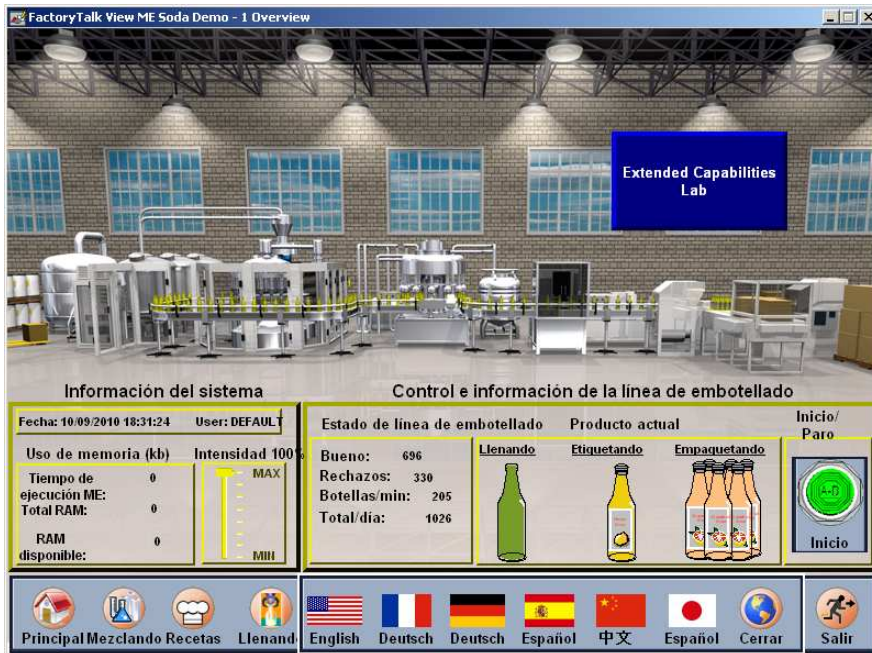 FactoryTalk View ME Soda Demo - 1 Overview
Extended Capabilities
Lab
Información del sistema
Control e información de la línea de embotellado
Fecha: 10/09/2010 18:31:24 User: DEFAULT
Uso de memoria (kb) Intensidad 100%
Tiempo de
ejecución ME:
0
Total RAM: 0
RAM
disponible:
0
MAX
MIN
Estado de línea de embotellado
Bueno: 696
Rechazos: 330
Botellas/min: 205
Total/día: 1026
Producto actual
Llenando Etiquetando Empaquetando
Inicio/
Paro
A-D
Inicio
Principal Mezclando Recetas Llenand
English Deutsch Deutsch Español 中文 Español Cerrar
Salir